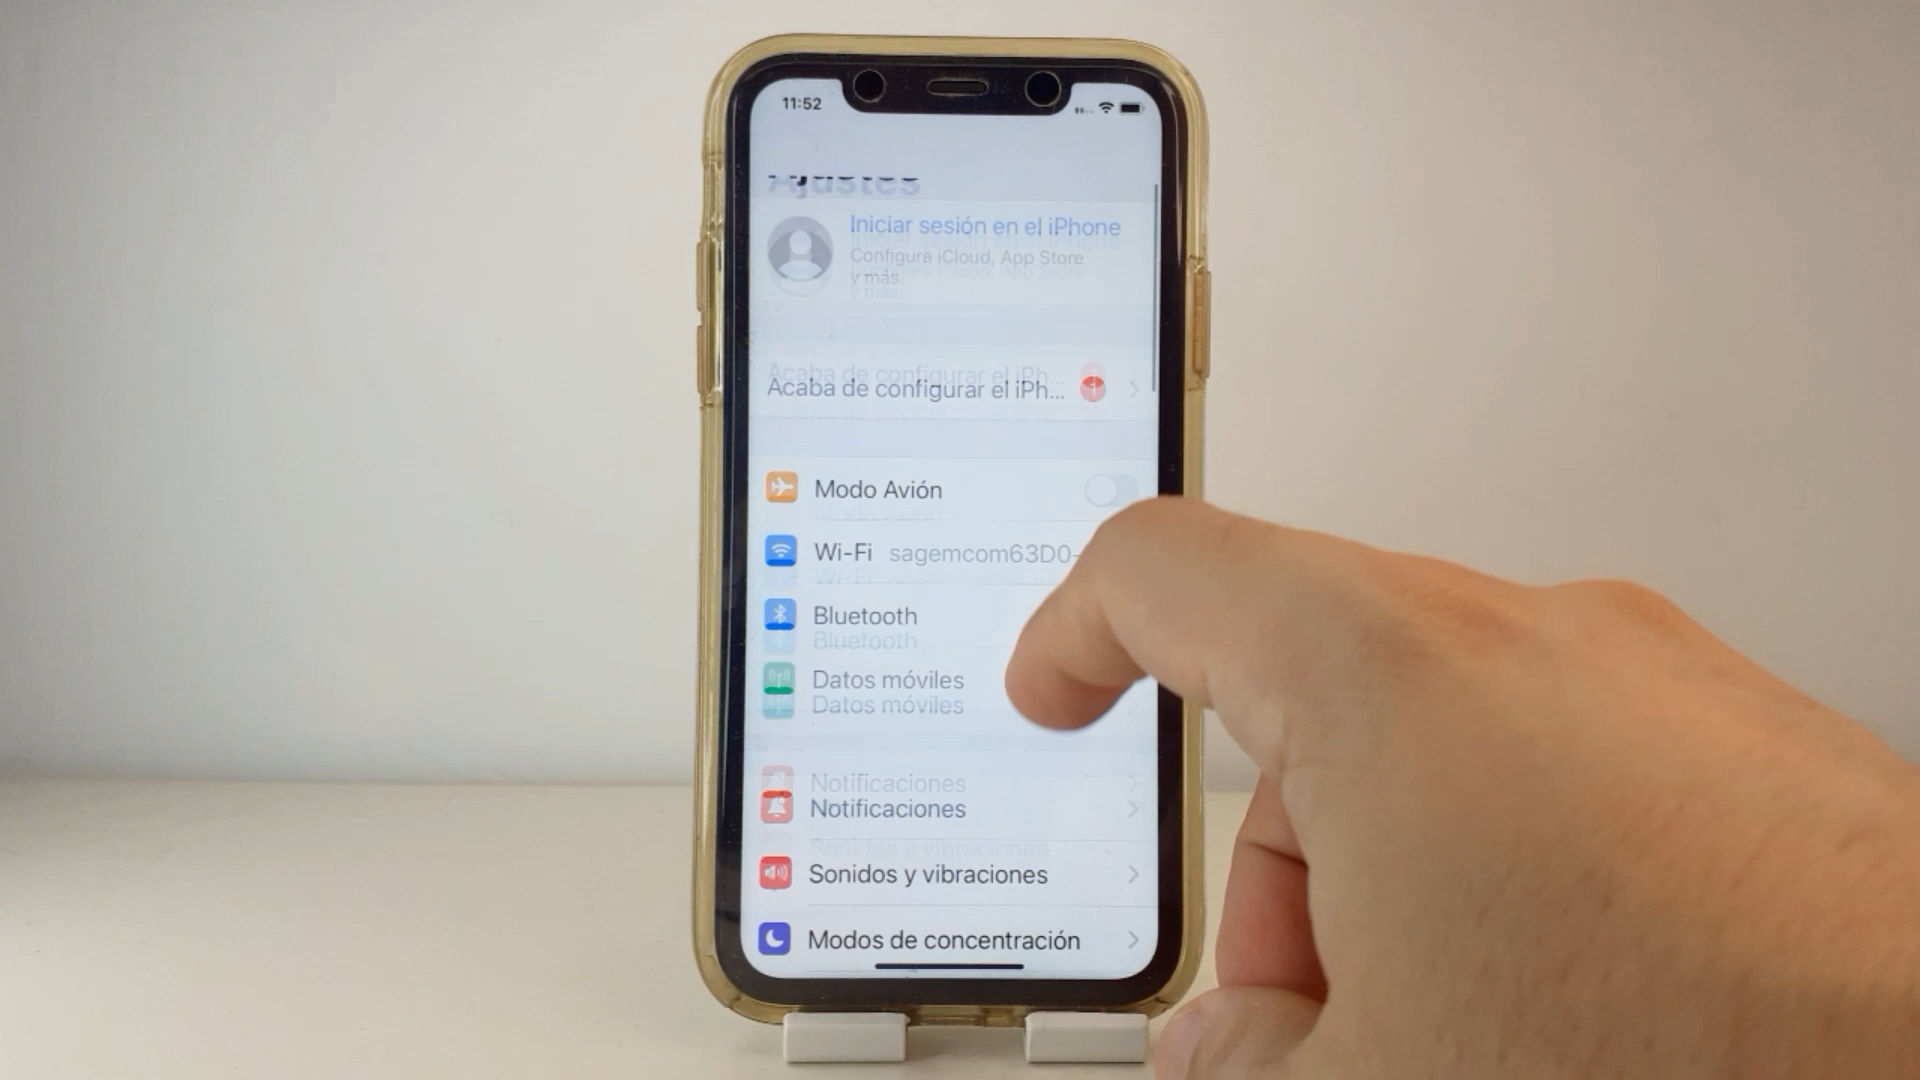 11:52
Ajustes
Iniciar sesión en el iPhone
Configura iCloud, App Store
y más.
Acaba de configurar el iPh... 1
Modo Avión
Wi-Fi sagemcom63D0-
Bluetooth
Datos móviles
Notificaciones
Sonidos y vibraciones
Modos de concentración